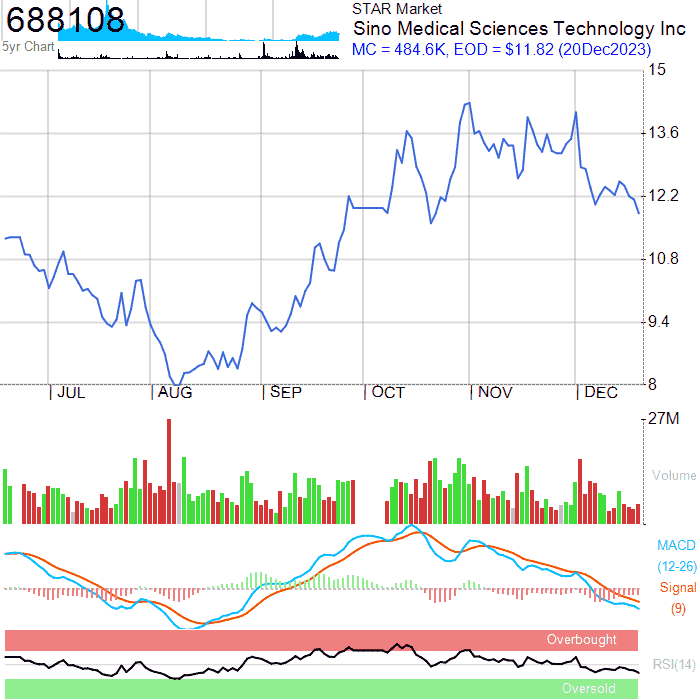 688108
STAR Market
Sino Medical Sciences Technology Inc
5yr Chart
MC = 484.6K, EOD = $11.82 (20Dec2023)
15
13.6
12.2
10.8
9.4
8
JUL AUG SEP OCT NOV DEC
27M
Volume
MACD
(12-26)
Signal
(9)
Overbought
RSI(14)
Oversold